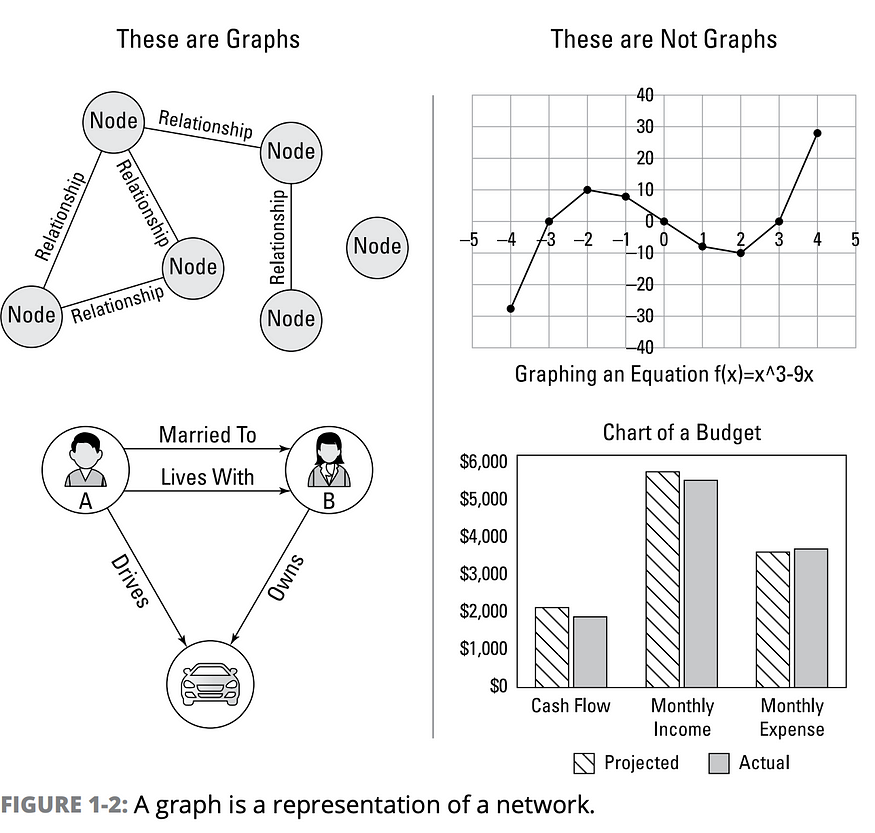 These are Graphs
Node
Relationship
Node
Relationship
Relationship
Relationship
Node
Node
Relationship
Node
Node
Married To
Lives With
A
B
Drives
Owns
These are Not Graphs
40
30
20
10
0
–10
–20
–30
–40
–5 –4 –3 –2 –1 0 1 2 3 4 5
Graphing an Equation f(x)=x^3-9x
Chart of a Budget
$6,000
$5,000
$4,000
$3,000
$2,000
$1,000
$0
Cash Flow
Monthly
Income
Monthly
Expense
Projected
Actual
FIGURE 1-2: A graph is a representation of a network.